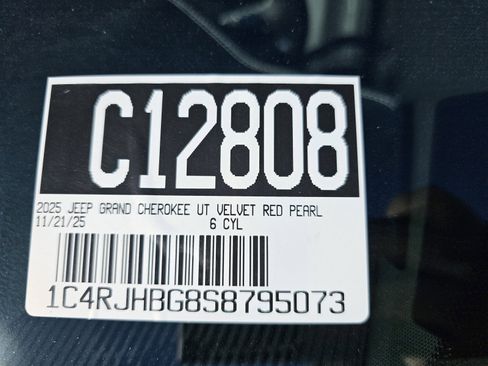 C12808
2025 JEEP GRAND CHEROKEE UT VELVET RED PEARL
11/21/25 6 CYL
1C4RJHBG8S8795073